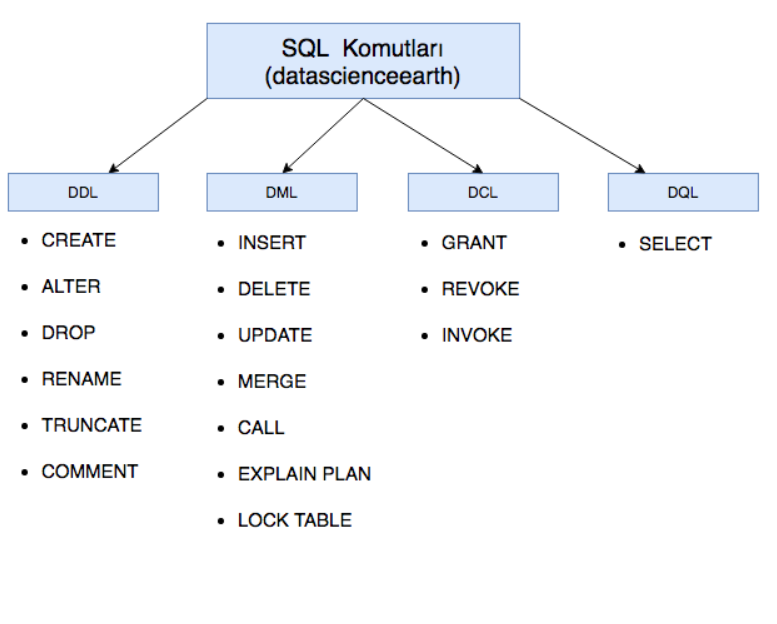 SQL Komutları
(datascienceearth)
DDL
• CREATE
• ALTER
• DROP
• RENAME
• TRUNCATE
• COMMENT
DML
• INSERT
• DELETE
• UPDATE
• MERGE
• CALL
• EXPLAIN PLAN
• LOCK TABLE
DCL
• GRANT
• REVOKE
• INVOKE
DQL
• SELECT